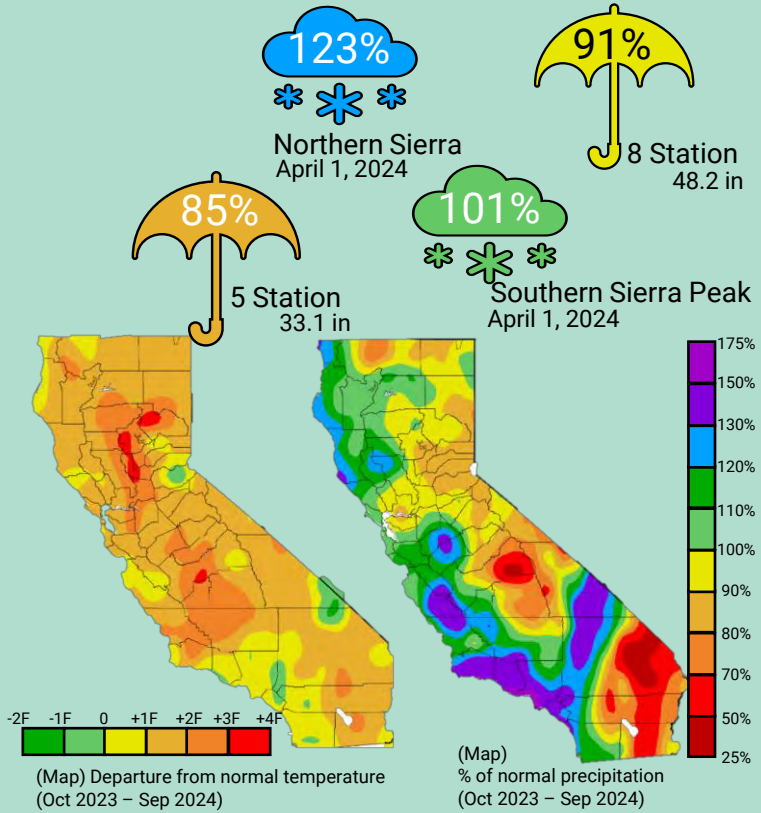 123%
Northern Sierra
April 1, 2024
91%
8 Station
48.2 in
85%
5 Station
33.1 in
101%
Southern Sierra Peak
April 1, 2024
-2F -1F 0 +1F +2F +3F +4F
(Map) Departure from normal temperature
(Oct 2023 – Sep 2024)
175%
150%
130%
120%
110%
100%
90%
80%
70%
50%
25%
(Map)
% of normal precipitation
(Oct 2023 – Sep 2024)